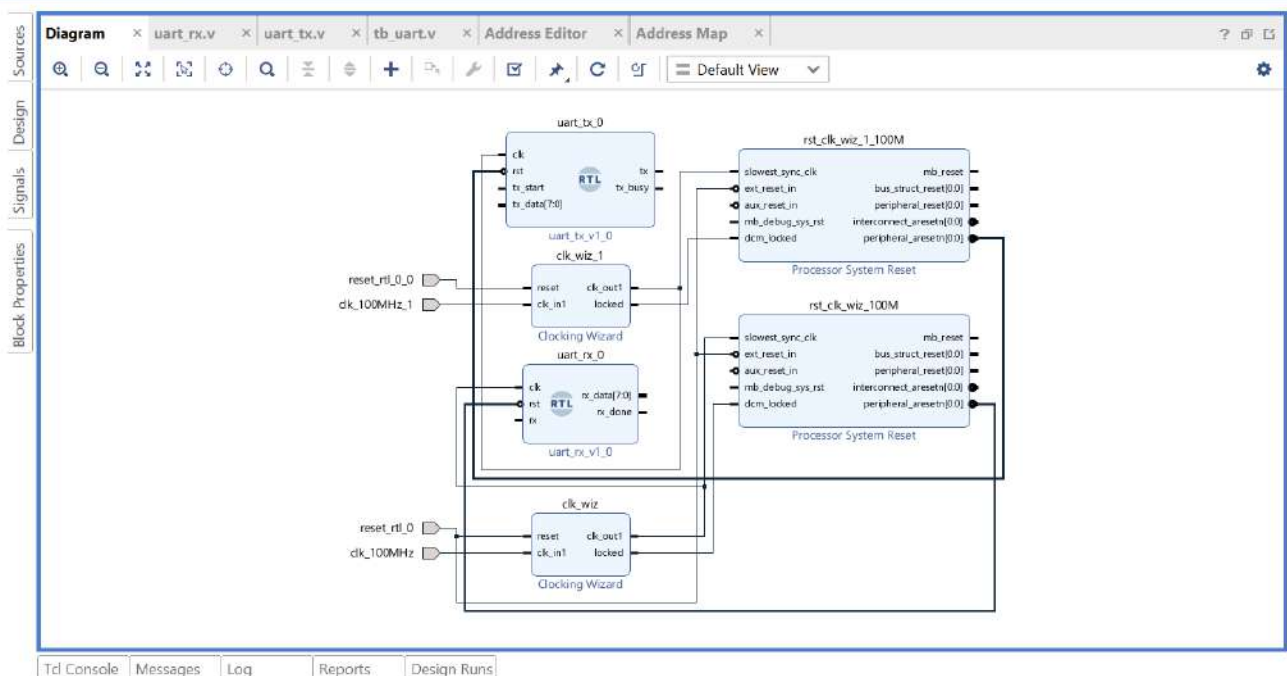 Sources
Design
Signals
Block Properties
Diagram × uart_rx.v × uart_tx.v × tb_uart.v × Address Editor × Address Map ×
Default View
uart_tx_0
clk
rst
tx_start
tx_data[7:0]
RTL
tx
tx_busy
uart_tx_v1_0
clk_wiz_1
reset_rtl_0_0
clk_100MHz_1
reset
clk_in1
clk_out1
locked
Clocking Wizard
uart_rx_0
clk
rst
rx
RTL
rx_data[7:0]
rx_done
uart_rx_v1_0
clk_wiz
reset_rtl_0
clk_100MHz
reset
clk_in1
clk_out1
locked
Clocking Wizard
rst_clk_wiz_1_100M
slowest_sync_clk
ext_reset_in
aux_reset_in
mb_debug_sys_rst
dcm_locked
mb_reset
bus_struct_reset[0:0]
peripheral_reset[0:0]
interconnect_aresetn[0:0]
peripheral_aresetn[0:0]
Processor System Reset
rst_clk_wiz_100M
slowest_sync_clk
ext_reset_in
aux_reset_in
mb_debug_sys_rst
dcm_locked
mb_reset
bus_struct_reset[0:0]
peripheral_reset[0:0]
interconnect_aresetn[0:0]
peripheral_aresetn[0:0]
Processor System Reset
Tcl Console Messages Log Reports Design Runs